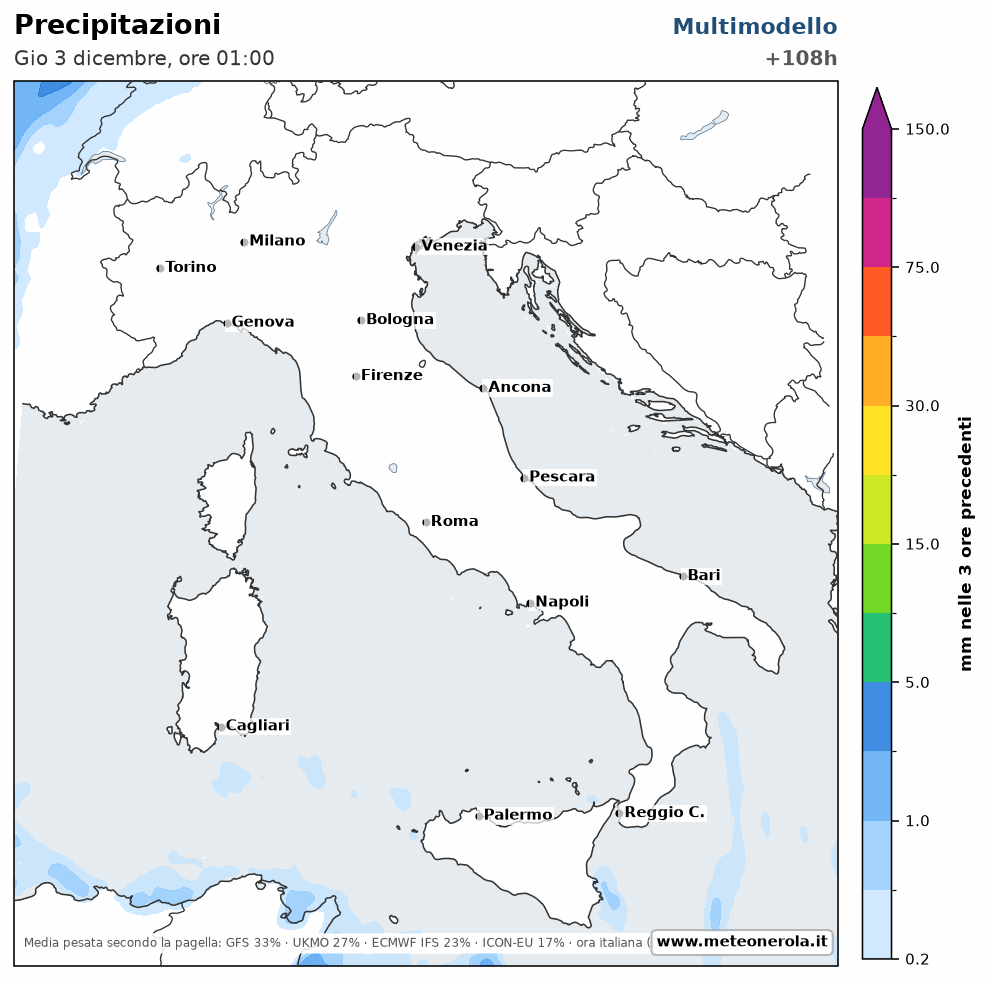 Precipitazioni
Multimodello
Gio 3 dicembre, ore 01:00
+108h
150.0
Milano
Venezia
Torino
75.0
Bologna
Genova
Firenze
Ancona
30.0
Pescara
Roma
15.0
Bari
Napoli
mm nelle 3 ore precedenti
5.0
Cagliari
Palermo
Reggio C.
1.0
Media pesata secondo la pagella: GFS 33% · UKMO 27% · ECMWF IFS 23% · ICON-EU 17% · ora italiana (
www.meteonerola.it
0.2